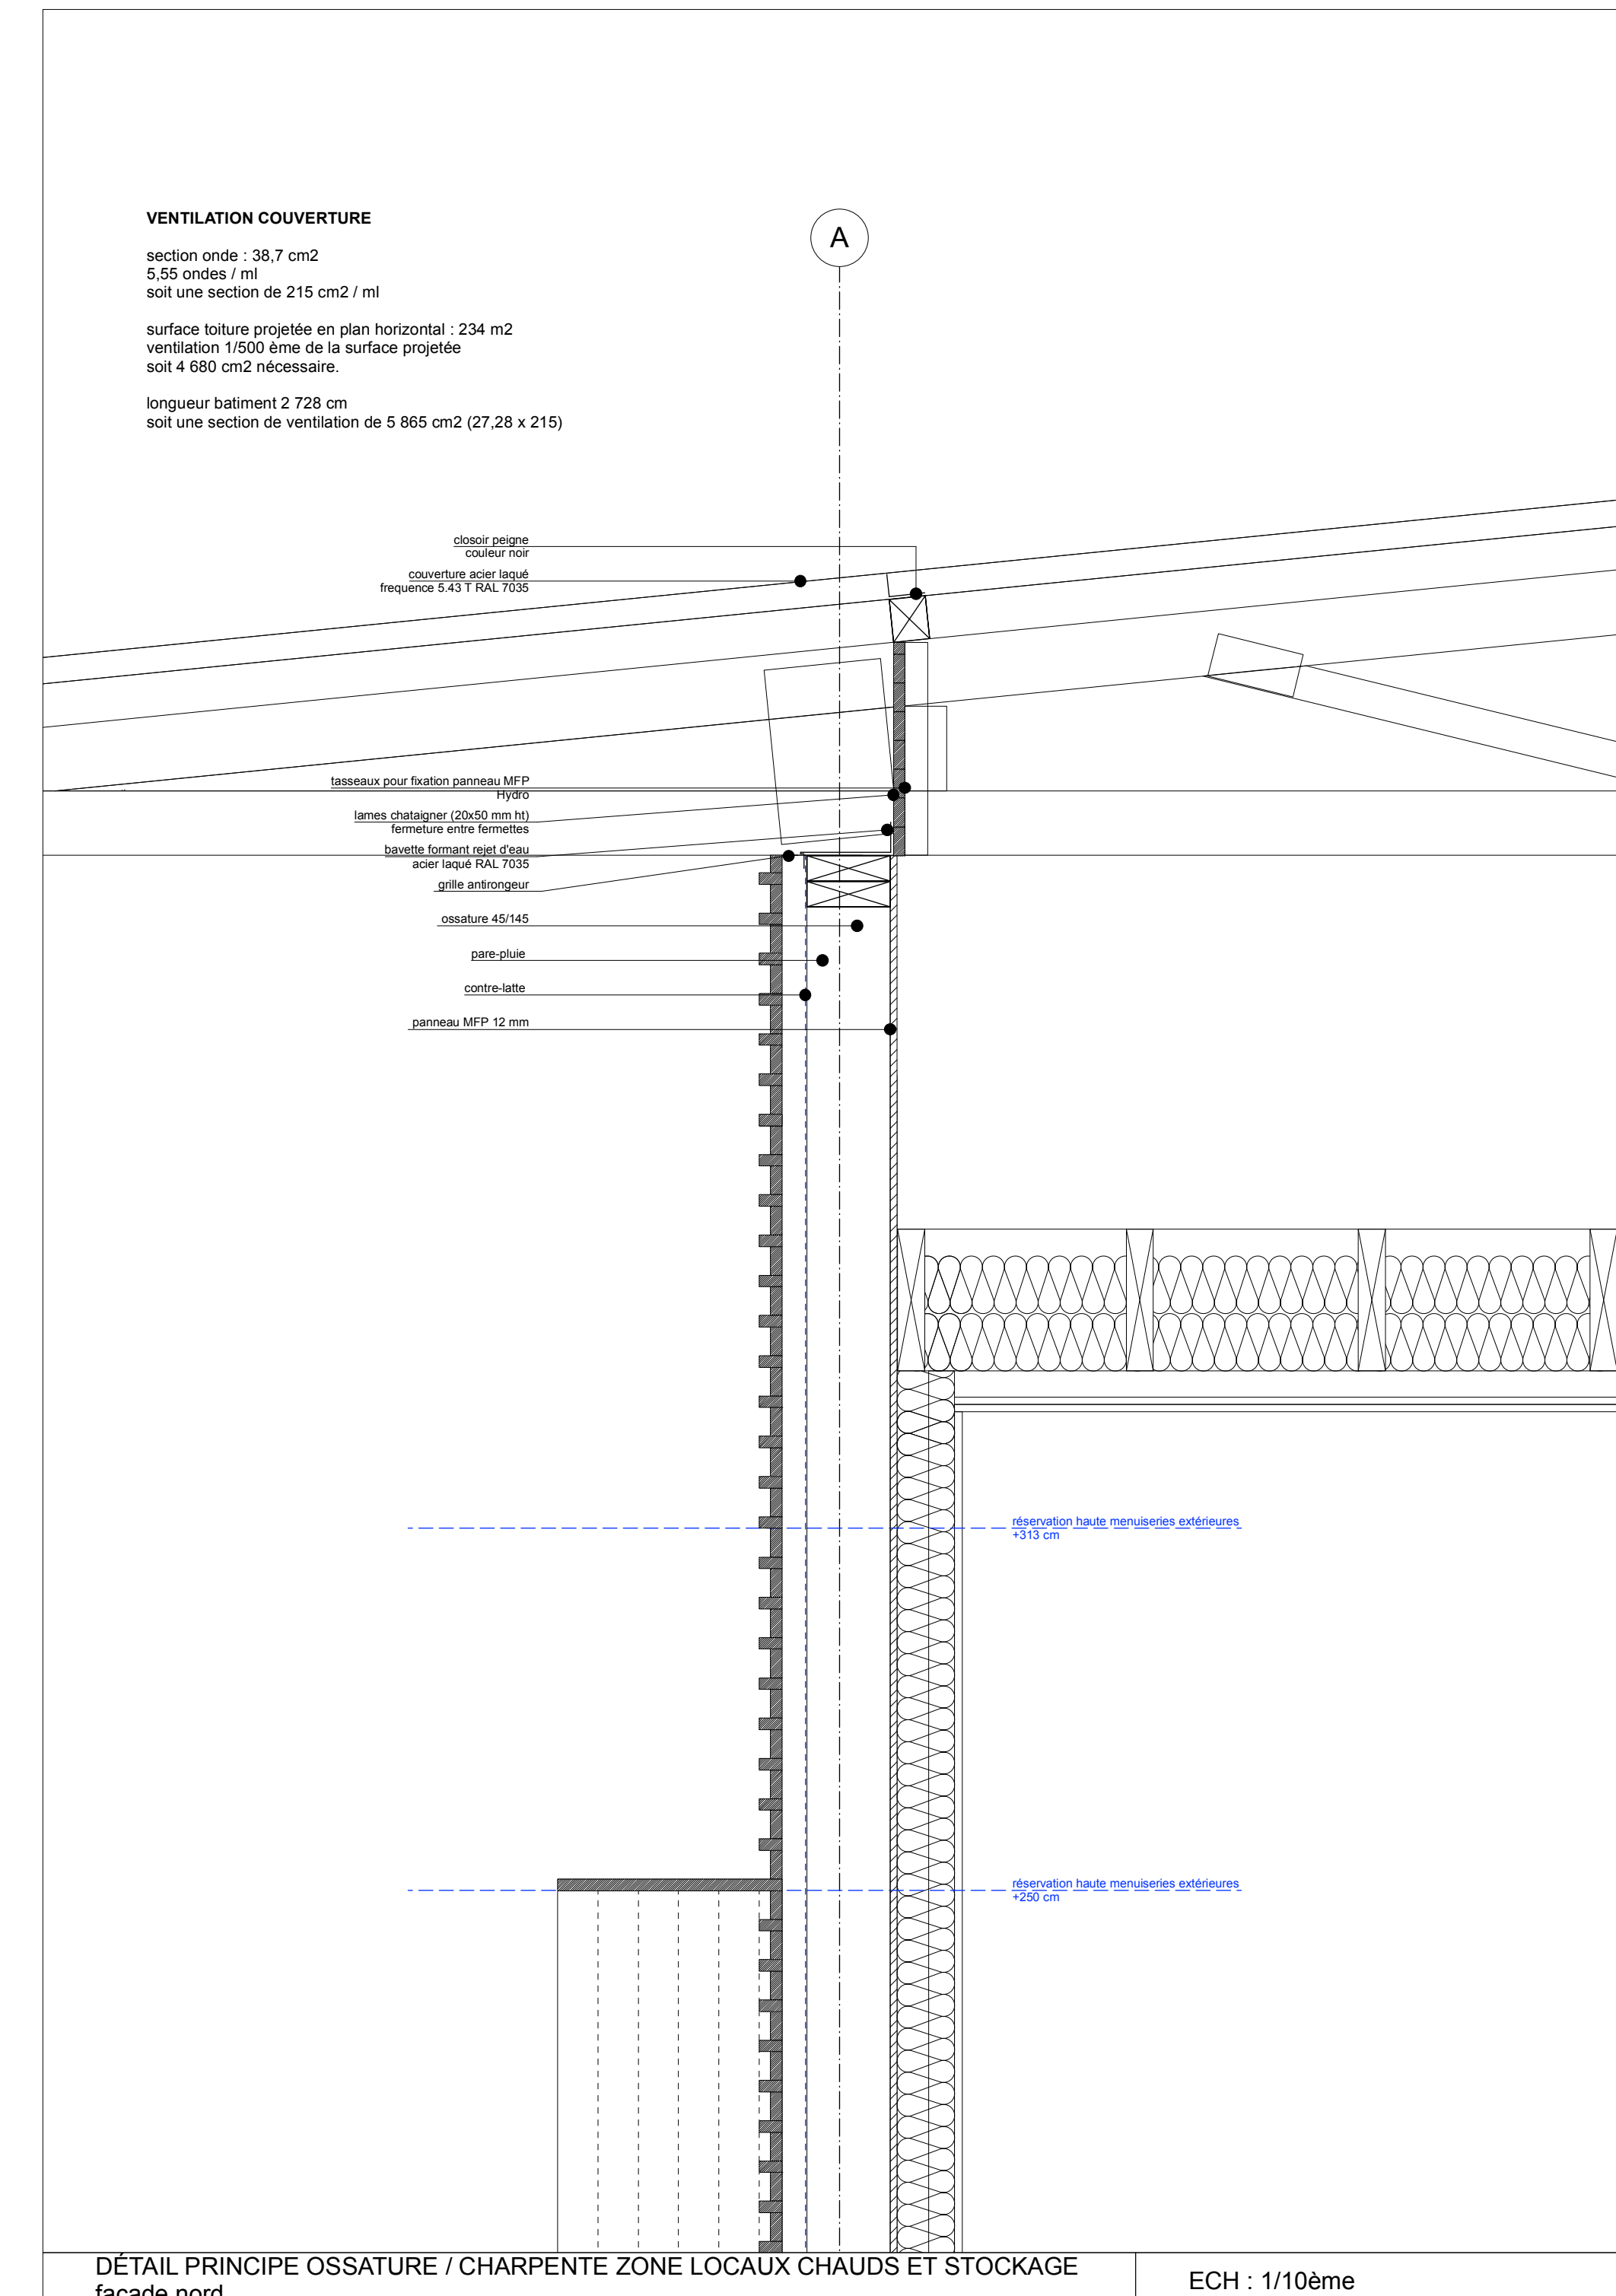 VENTILATION COUVERTURE
section onde : 38,7 cm2
5,55 ondes / ml
soit une section de 215 cm2 / ml
surface toiture projetée en plan horizontal : 234 m2
ventilation 1/500 ème de la surface projetée
soit 4 680 cm2 nécessaire.
longueur batiment 2 728 cm
soit une section de ventilation de 5 865 cm2 (27,28 x 215)
A
closoir peigne
couleur noir
couverture acier laqué
frequence 5.43 T RAL 7035
tasseaux pour fixation panneau MFP
Hydro
lames chataigner (20x50 mm ht)
fermeture entre fermettes
bavette formant rejet d'eau
acier laqué RAL 7035
grille antirongeur
ossature 45/145
pare-pluie
contre-latte
panneau MFP 12 mm
réservation haute menuiseries extérieures
+313 cm
réservation haute menuiseries extérieures
+250 cm
DÉTAIL PRINCIPE OSSATURE / CHARPENTE ZONE LOCAUX CHAUDS ET STOCKAGE
façade nord
ECH : 1/10ème